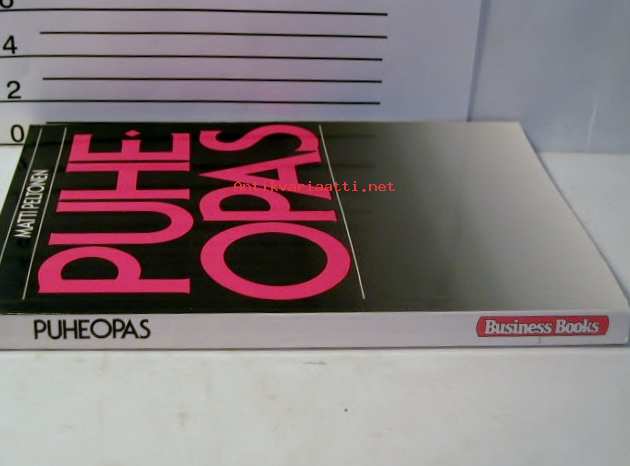 6
4
2
0
MATTI PELTONEN
PUHE-
OPAS
Antikvariaatti.net
PUHEOPAS
Business Books